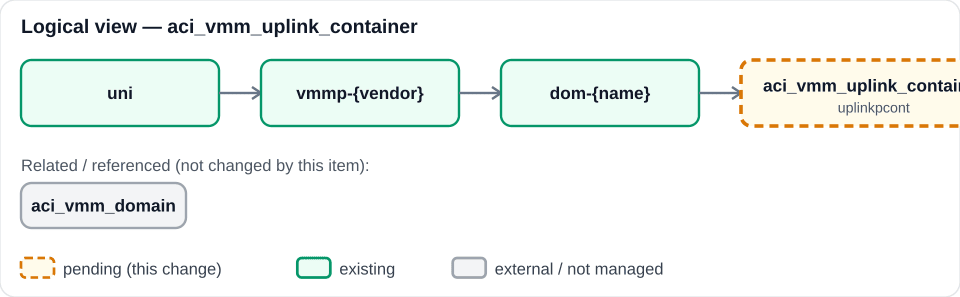 Logical view — aci_vmm_uplink_container
uni
vmmp-{vendor}
dom-{name}
aci_vmm_uplink_contair
uplinkpcont
Related / referenced (not changed by this item):
aci_vmm_domain
pending (this change)
existing
external / not managed